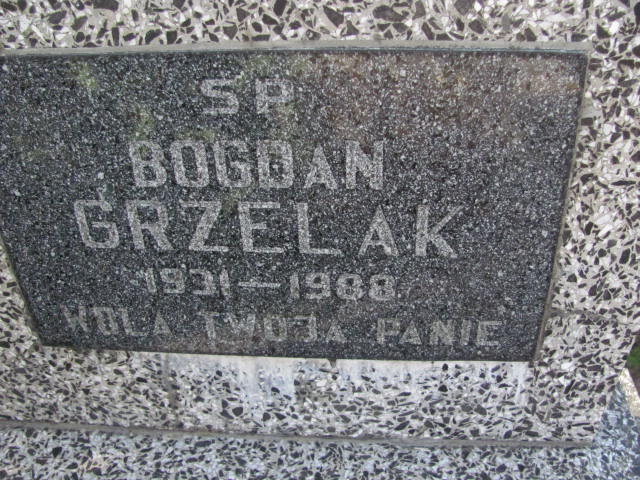 SP
BOGDAN
GRZELAK
1931-1988
WOLA TWOJA PANIE